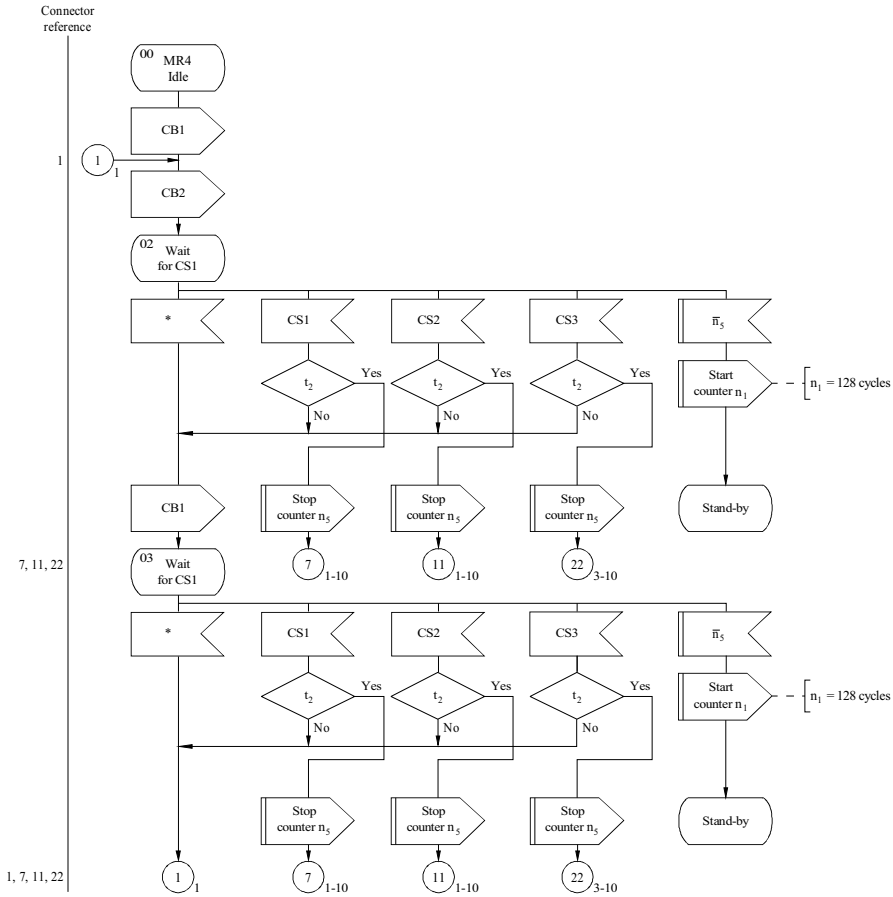 Connector
reference
00
MR4
Idle
CB1
1
1
1
CB2
02
Wait
for CS1
*
CS1
CS2
CS3
n̅5
t2
Yes
t2
Yes
t2
Yes
Start
counter n1
n1 = 128 cycles
No
No
No
CB1
Stop
counter n5
Stop
counter n5
Stop
counter n5
Stand-by
7, 11, 22
03
Wait
for CS1
7
1-10
11
1-10
22
3-10
*
CS1
CS2
CS3
n̅5
t2
Yes
t2
Yes
t2
Yes
Start
counter n1
n1 = 128 cycles
No
No
No
Stop
counter n5
Stop
counter n5
Stop
counter n5
Stand-by
1, 7, 11, 22
1
1
7
1-10
11
1-10
22
3-10